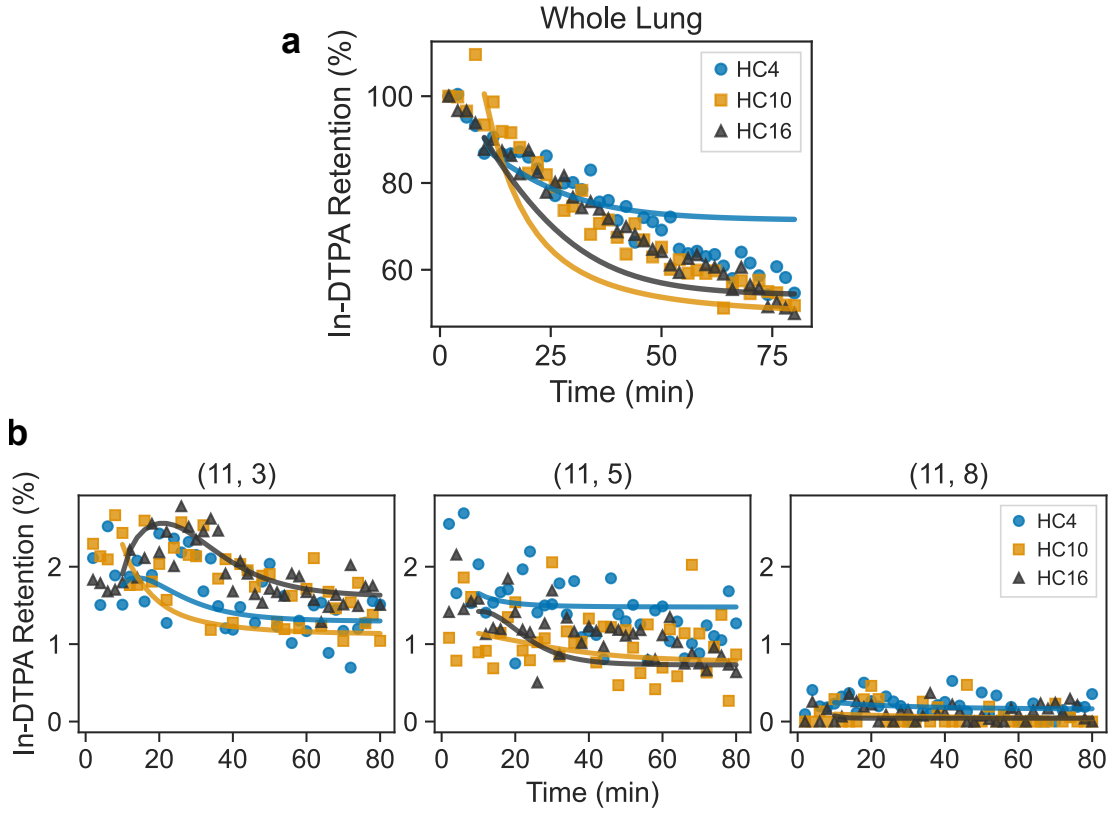 a
Whole Lung
In-DTPA Retention (%)
100
80
60
HC4
HC10
HC16
0 25 50 75
Time (min)
b
In-DTPA Retention (%)
(11, 3) (11, 5) (11, 8)
2 2 2
1 1 1
0 0 0
HC4
HC10
HC16
0 20 40 60 80 0 20 40 60 80 0 20 40 60 80
Time (min)